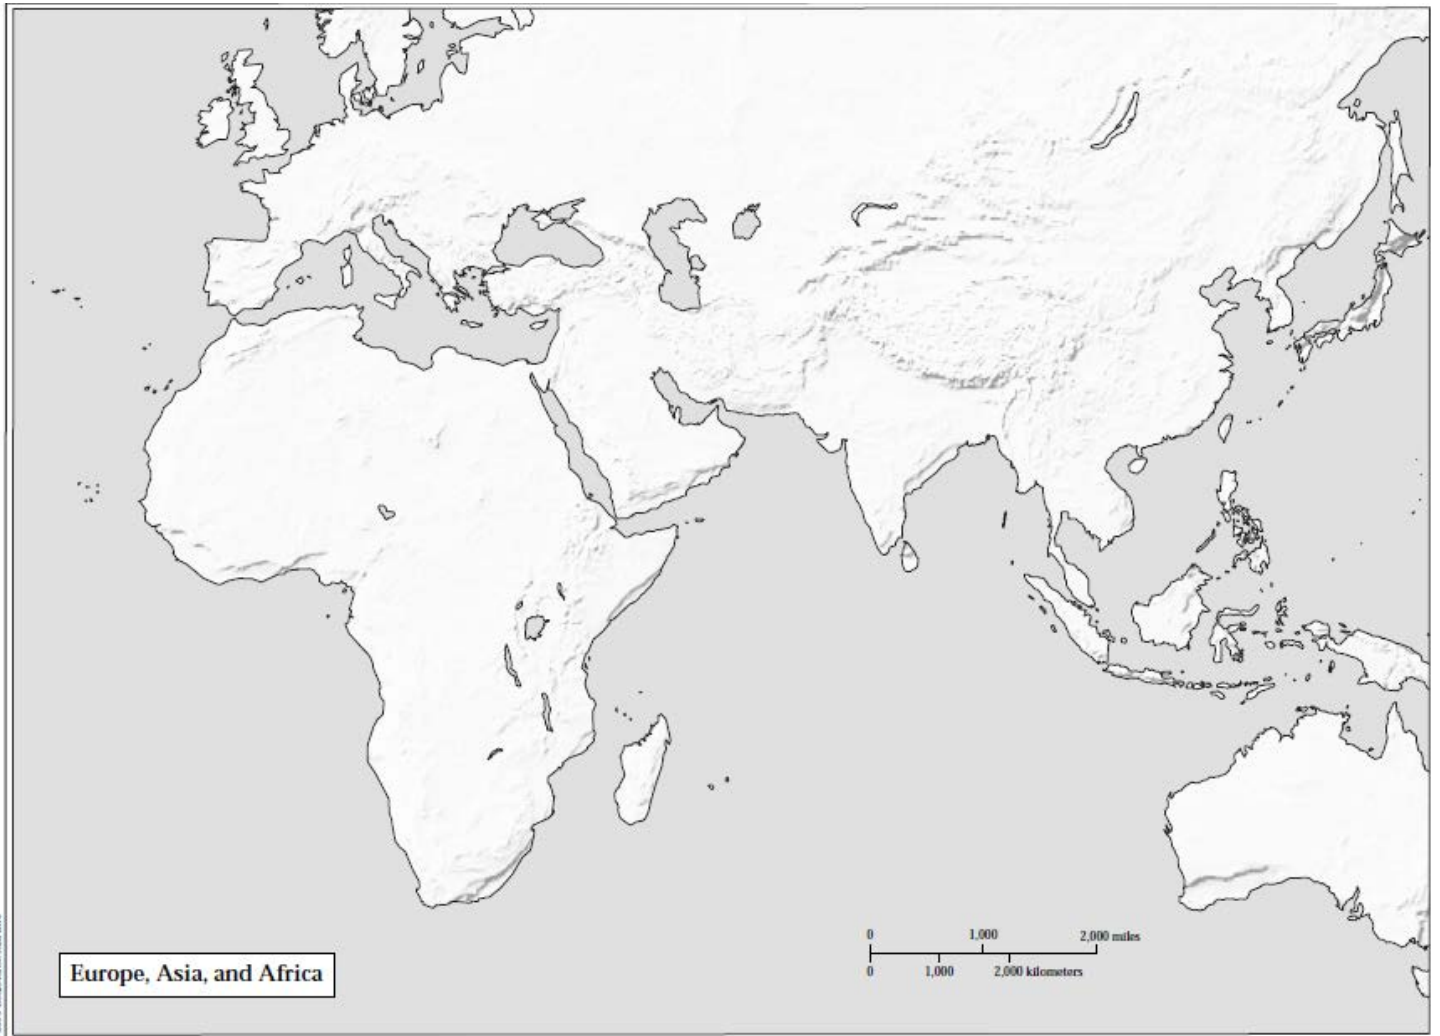 0 1,000 2,000 miles
0 1,000 2,000 kilometers
Europe, Asia, and Africa